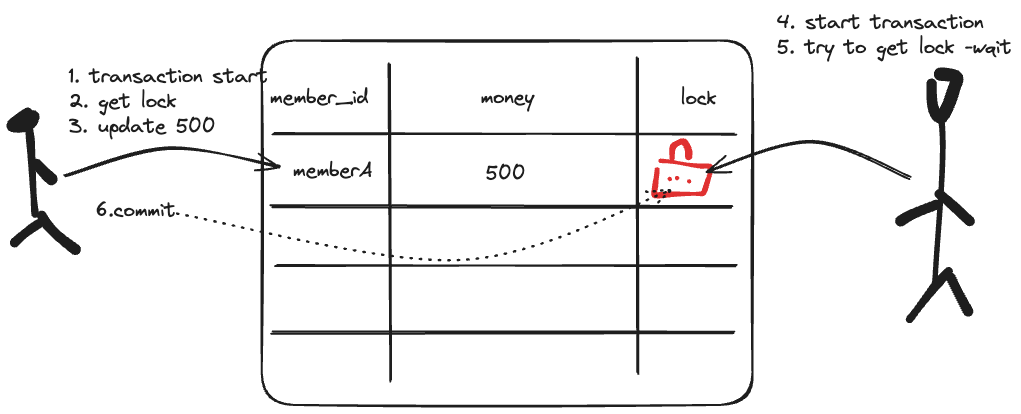 1. transaction start
2. get lock
3. update 500
4. start transaction
5. try to get lock -wait
member_id
money
lock
memberA
500
6.commit